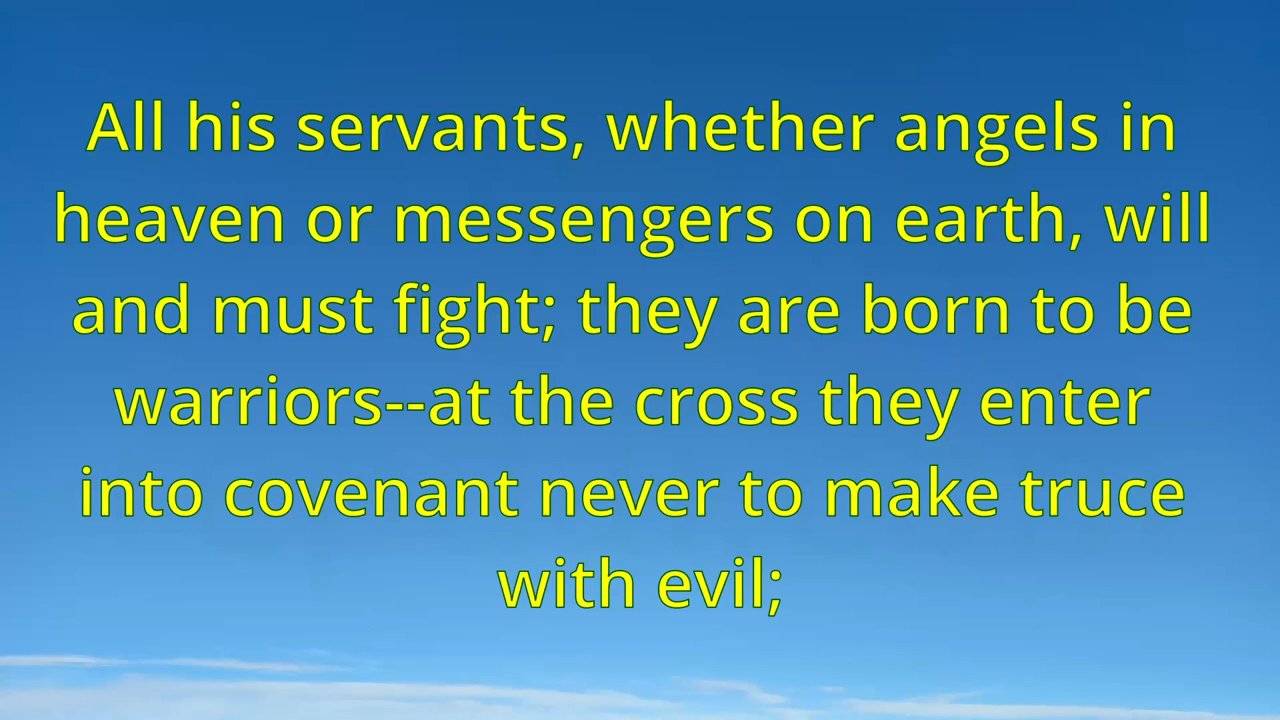 All his servants, whether angels in
heaven or messengers on earth, will
and must fight; they are born to be
warriors--at the cross they enter
into covenant never to make truce
with evil;